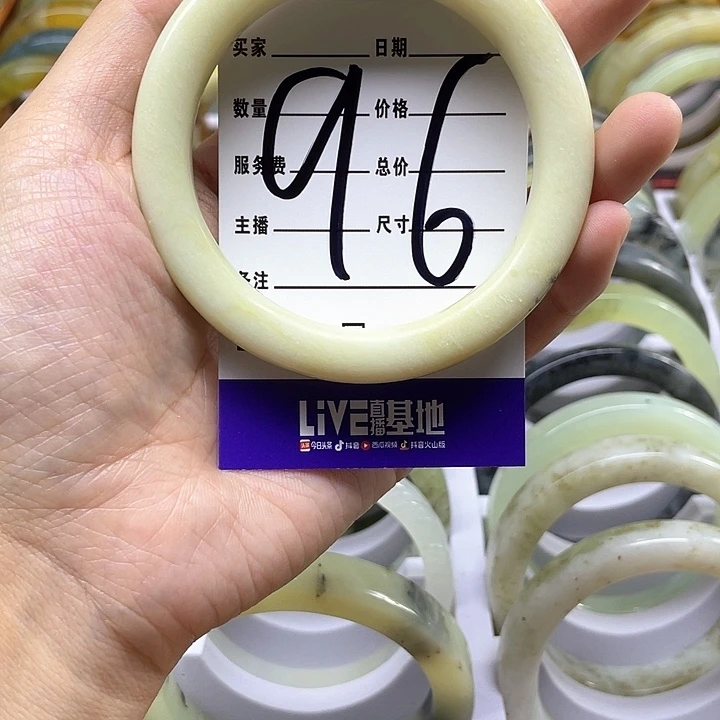 买家 日期
数量 价格
服务费 总价
主播 尺寸
备注
96
LiVE直播基地
头条 今日头条 抖音 西瓜视频 抖音火山版